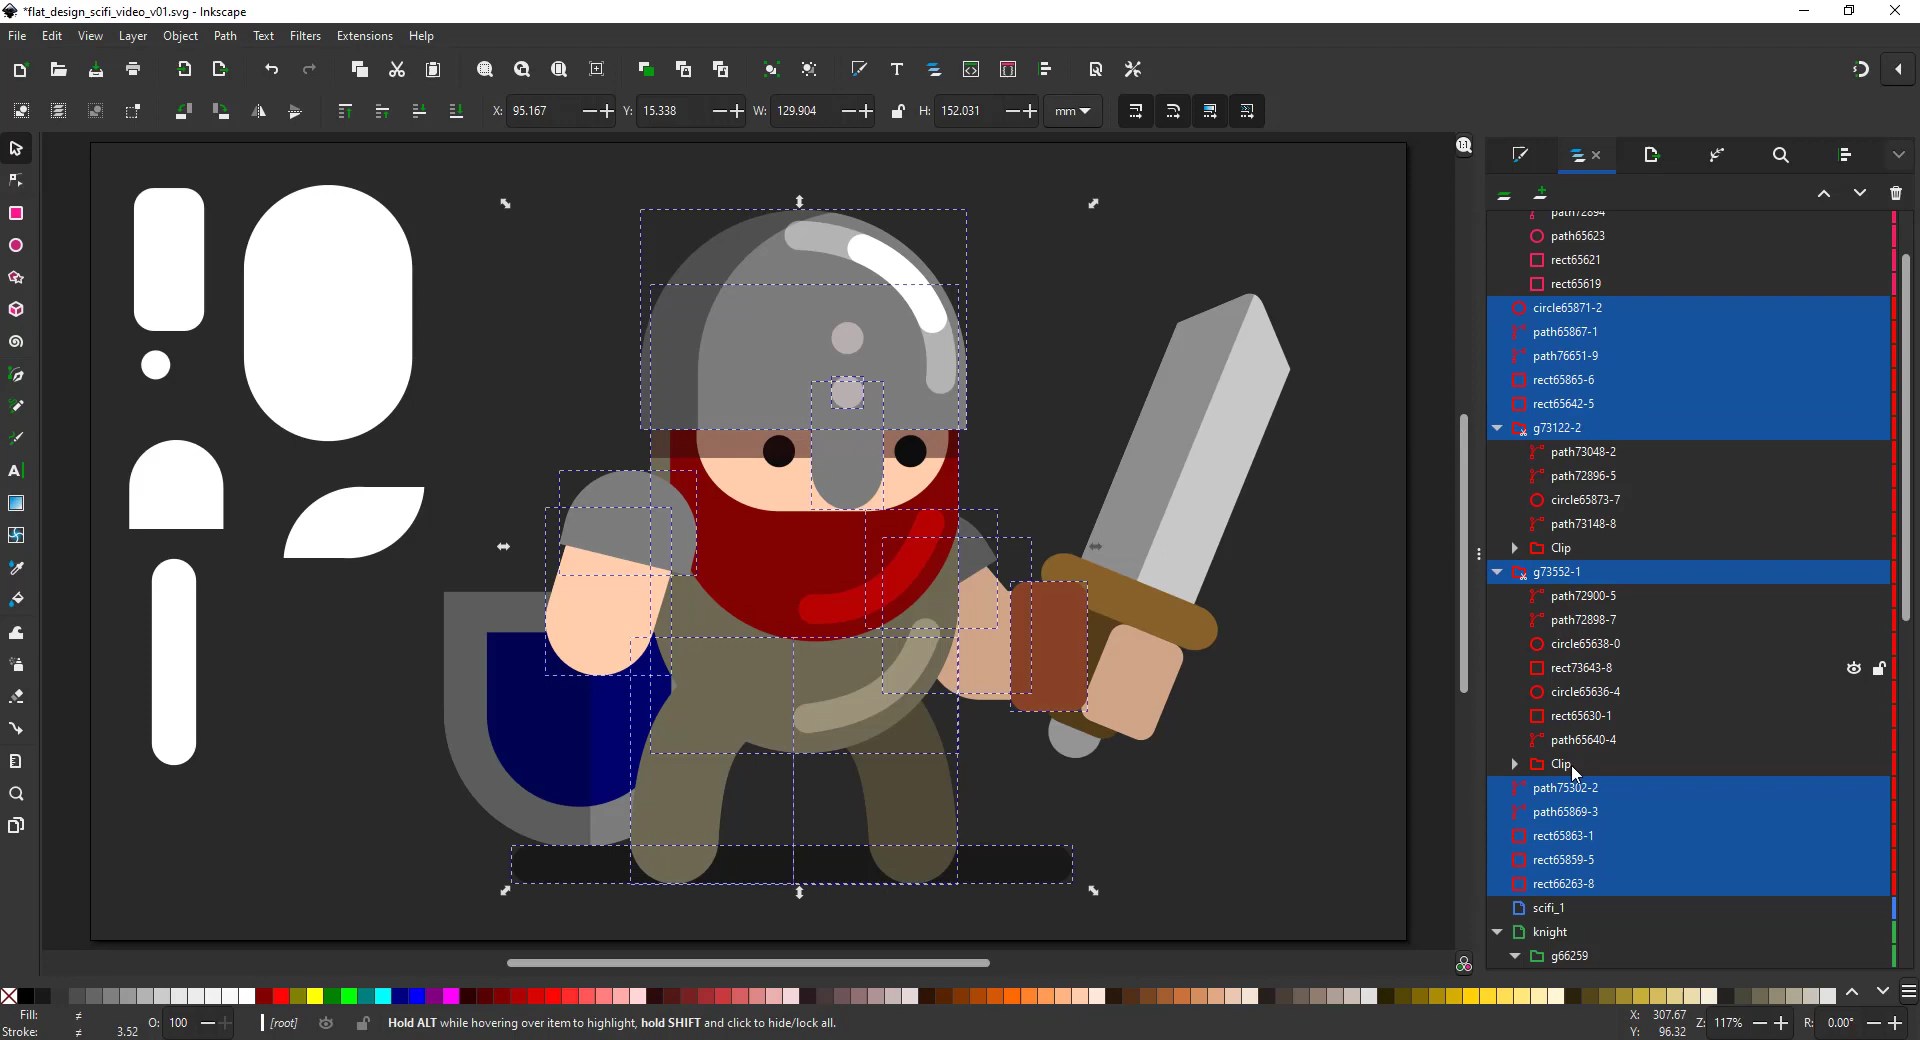 *flat_design_scifi_video_v01.svg - Inkscape
File Edit View Layer Object Path Text Filters Extensions Help
X: 95.167 Y: 15.338 W: 129.904 H: 152.031 mm
1:1
path72894
path65623
rect65621
rect65619
circle65871-2
path65867-1
path76651-9
rect65865-6
rect65642-5
g73122-2
path73048-2
path72896-5
circle65873-7
path73148-8
Clip
g73552-1
path72900-5
path72898-7
circle65638-0
rect73643-8
circle65636-4
rect65630-1
path65640-4
Clip
path75302-2
path65869-3
rect65863-1
rect65859-5
rect66263-8
scifi_1
knight
g66259
Fill: ≠ O: 100 [root] Hold ALT while hovering over item to highlight, hold SHIFT and click to hide/lock all. X: 307.67 Z: 117% R: 0.00°
Stroke: ≠ 3.52 Y: 96.32